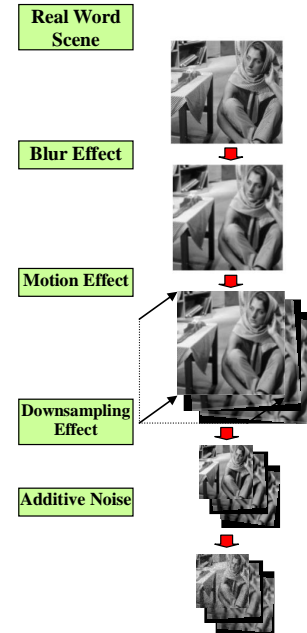 Real Word
Scene
Blur Effect
Motion Effect
Downsampling
Effect
Additive Noise